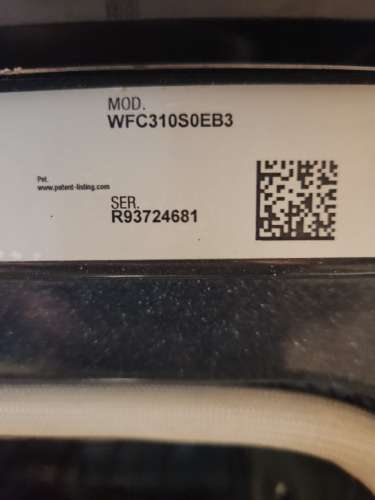 MOD.
WFC310S0EB3
Pat.
www.patent-listing.com
SER.
R93724681